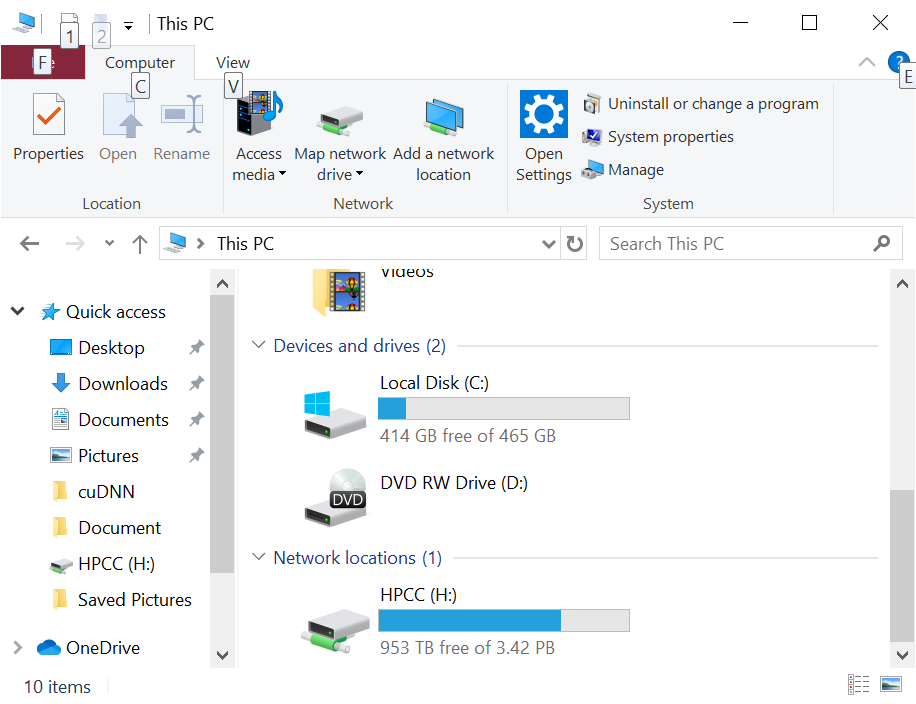 1
2
This PC
F
Computer
View
C
V
E
Properties
Open
Rename
Access
media
Map network
drive
Add a network
location
Open
Settings
Uninstall or change a program
System properties
Manage
Location
Network
System
This PC
Search This PC
Quick access
Desktop
Downloads
Documents
Pictures
cuDNN
Document
HPCC (H:)
Saved Pictures
OneDrive
Videos
Devices and drives (2)
Local Disk (C:)
414 GB free of 465 GB
DVD
DVD RW Drive (D:)
Network locations (1)
HPCC (H:)
953 TB free of 3.42 PB
10 items